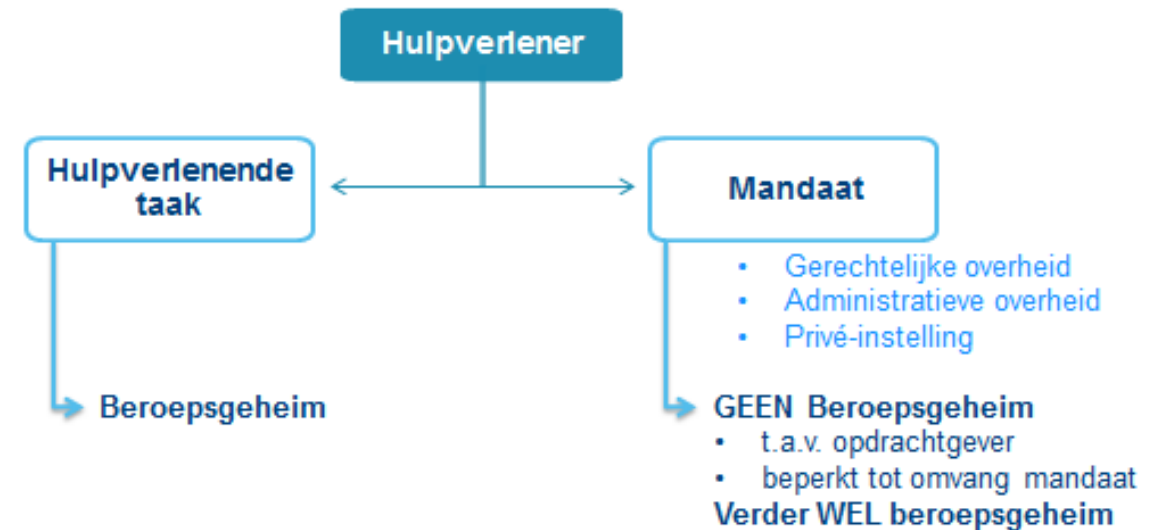 Hulpverlener
Hulpverlenende
taak
Mandaat
• Gerechtelijke overheid
• Administratieve overheid
• Privé-instelling
Beroepsgeheim
GEEN Beroepsgeheim
• t.a.v. opdrachtgever
• beperkt tot omvang mandaat
Verder WEL beroepsgeheim